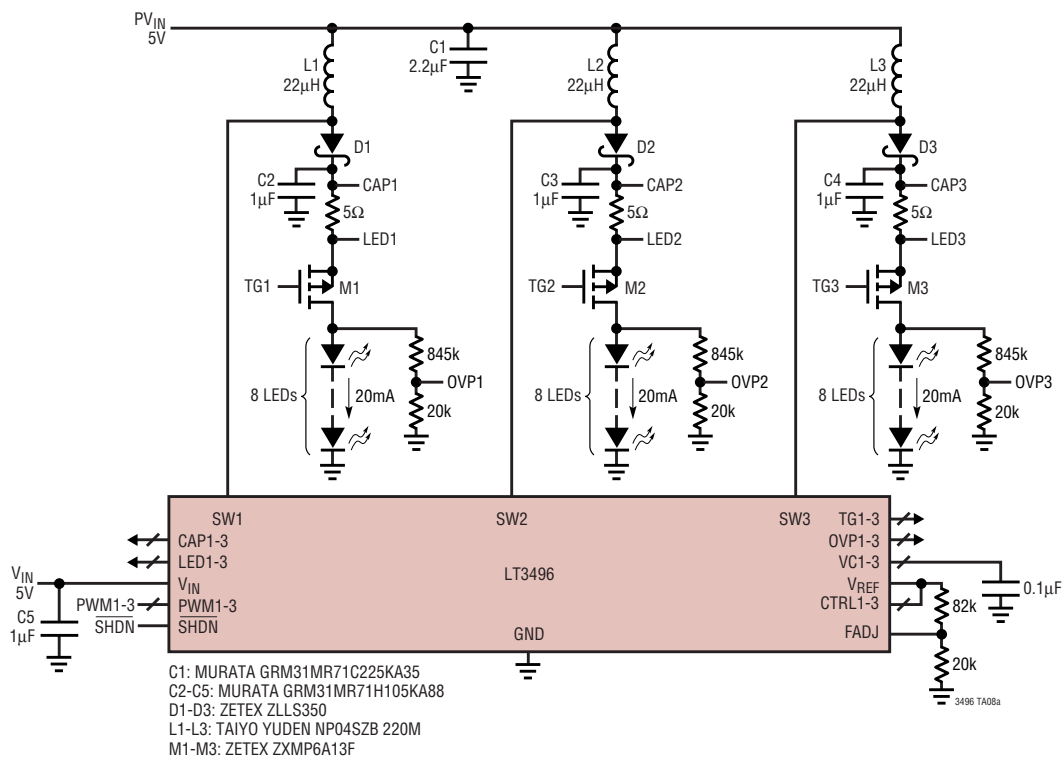 PVIN
5V
C1
2.2µF
L1
22µH
L2
22µH
L3
22µH
D1
D2
D3
C2
1µF
CAP1
C3
1µF
CAP2
C4
1µF
CAP3
5Ω
5Ω
5Ω
LED1
LED2
LED3
TG1
M1
TG2
M2
TG3
M3
845k
845k
845k
8 LEDs
20mA
OVP1
8 LEDs
20mA
OVP2
8 LEDs
20mA
OVP3
20k
20k
20k
SW1
SW2
SW3
TG1-3
CAP1-3
OVP1-3
LED1-3
VC1-3
LT3496
VIN
5V
VIN
VREF
0.1µF
C5
1µF
PWM1-3
PWM1-3
CTRL1-3
82k
SHDN
SHDN
GND
FADJ
20k
C1: MURATA GRM31MR71C225KA35
C2-C5: MURATA GRM31MR71H105KA88
D1-D3: ZETEX ZLLS350
L1-L3: TAIYO YUDEN NP04SZB 220M
M1-M3: ZETEX ZXMP6A13F
3496 TA08a